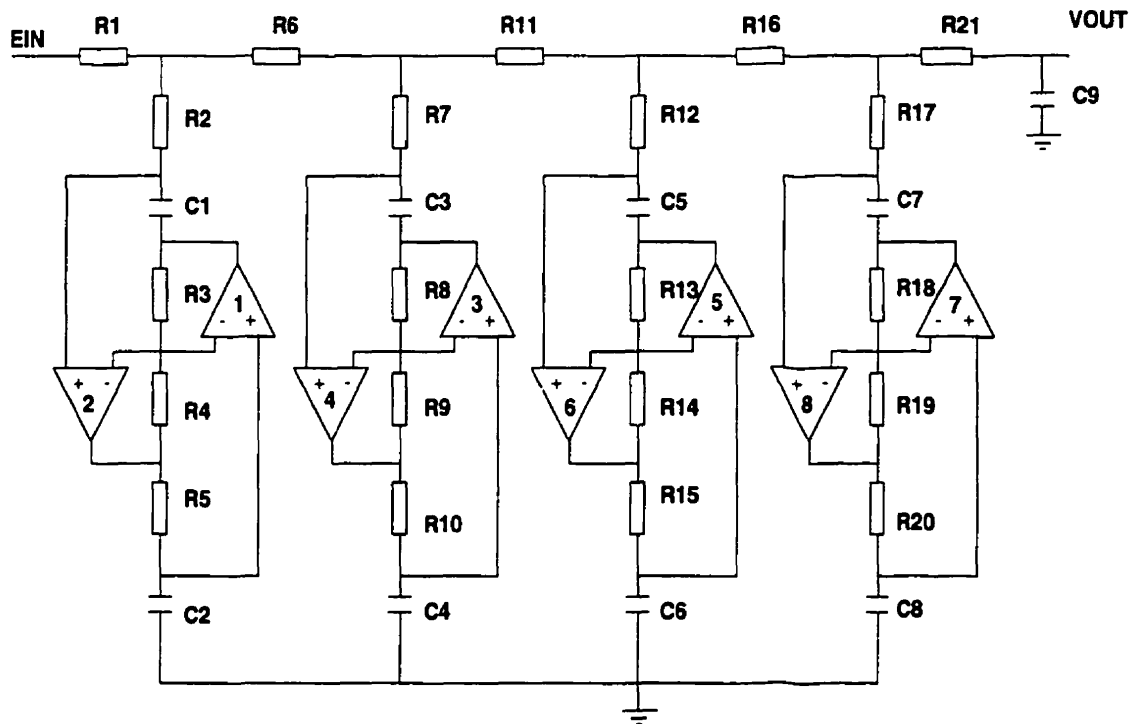 EIN R1 R6 R11 R16 R21 VOUT
C9
R2 R7 R12 R17
C1 C3 C5 C7
R3 R8 R13 R18
1 3 5 7
- + - + - + - +
+ - + - + - + -
2 4 6 8
R4 R9 R14 R19
R5 R10 R15 R20
C2 C4 C6 C8